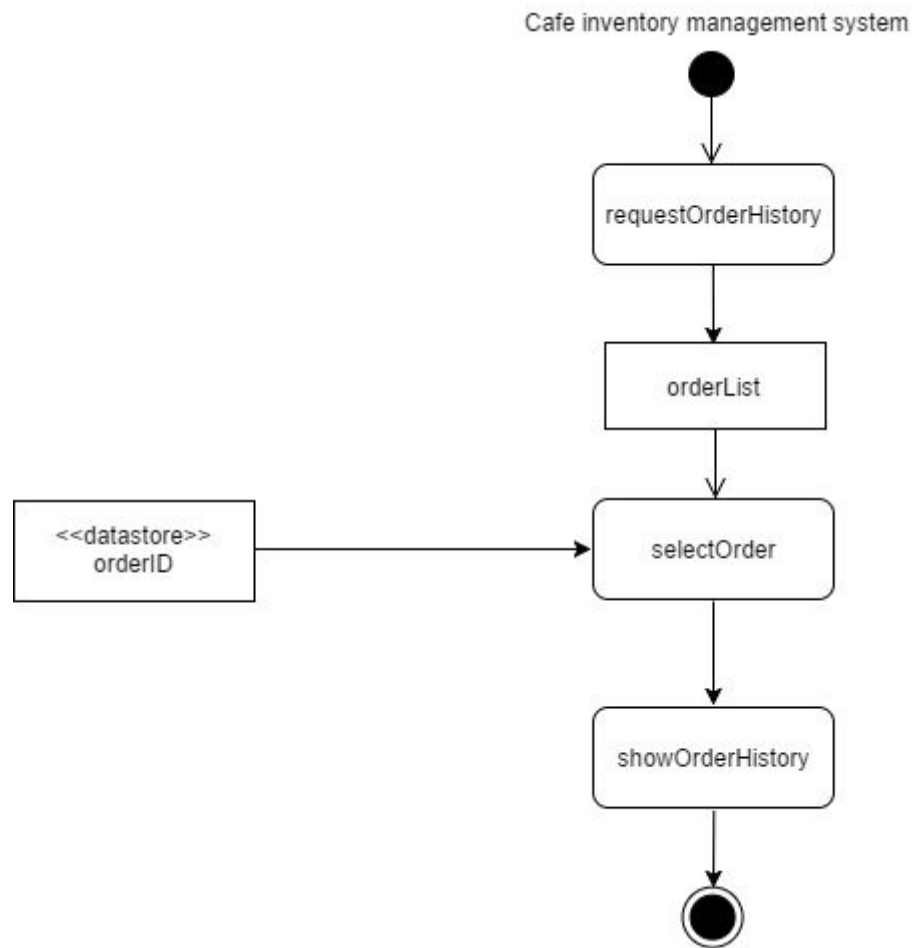 Cafe inventory management system
requestOrderHistory
orderList
<<datastore>>
orderID
selectOrder
showOrderHistory